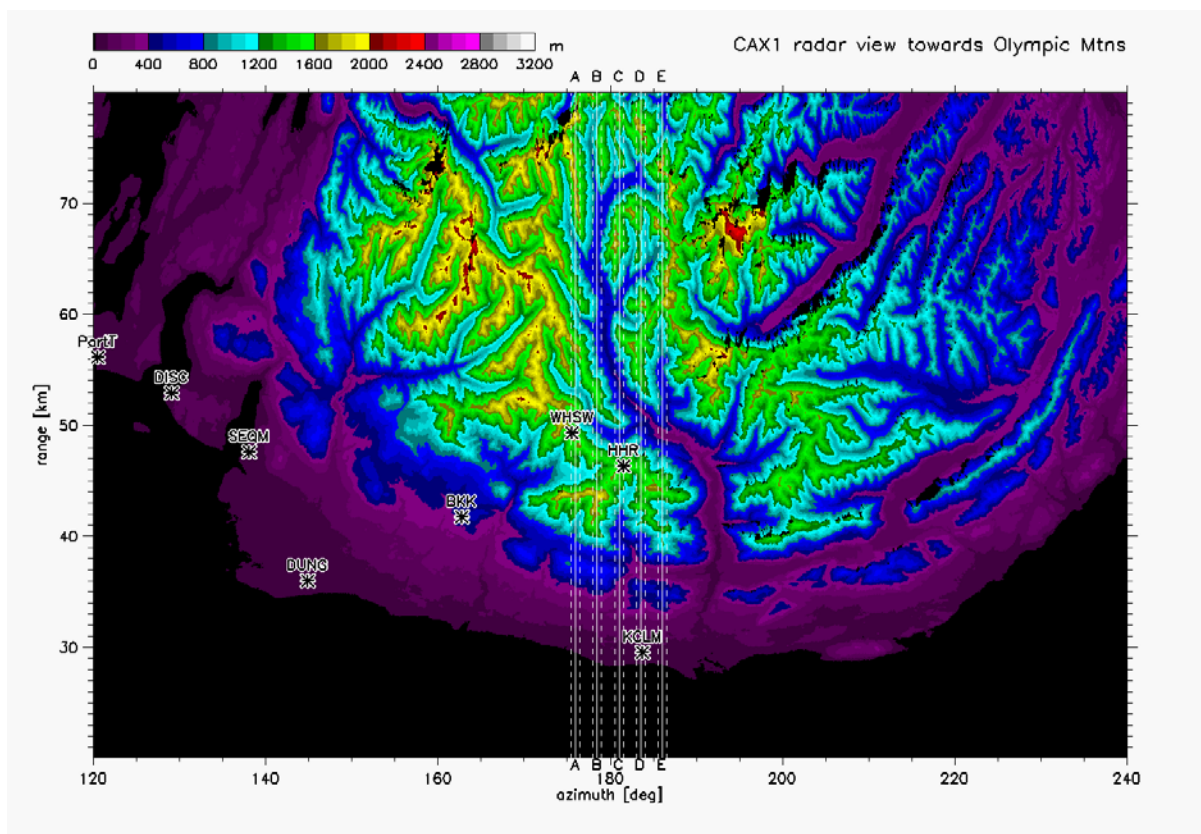 CAX1 radar view towards Olympic Mtns
m
0 400 800 1200 1600 2000 2400 2800 3200
A B C D E
70
60
PortT
DISC
50
WHSW
SEQM
HHR
range [km]
BKK
40
DUNG
KCLM
30
A B C D E
120 140 160 180 200 220 240
azimuth [deg]